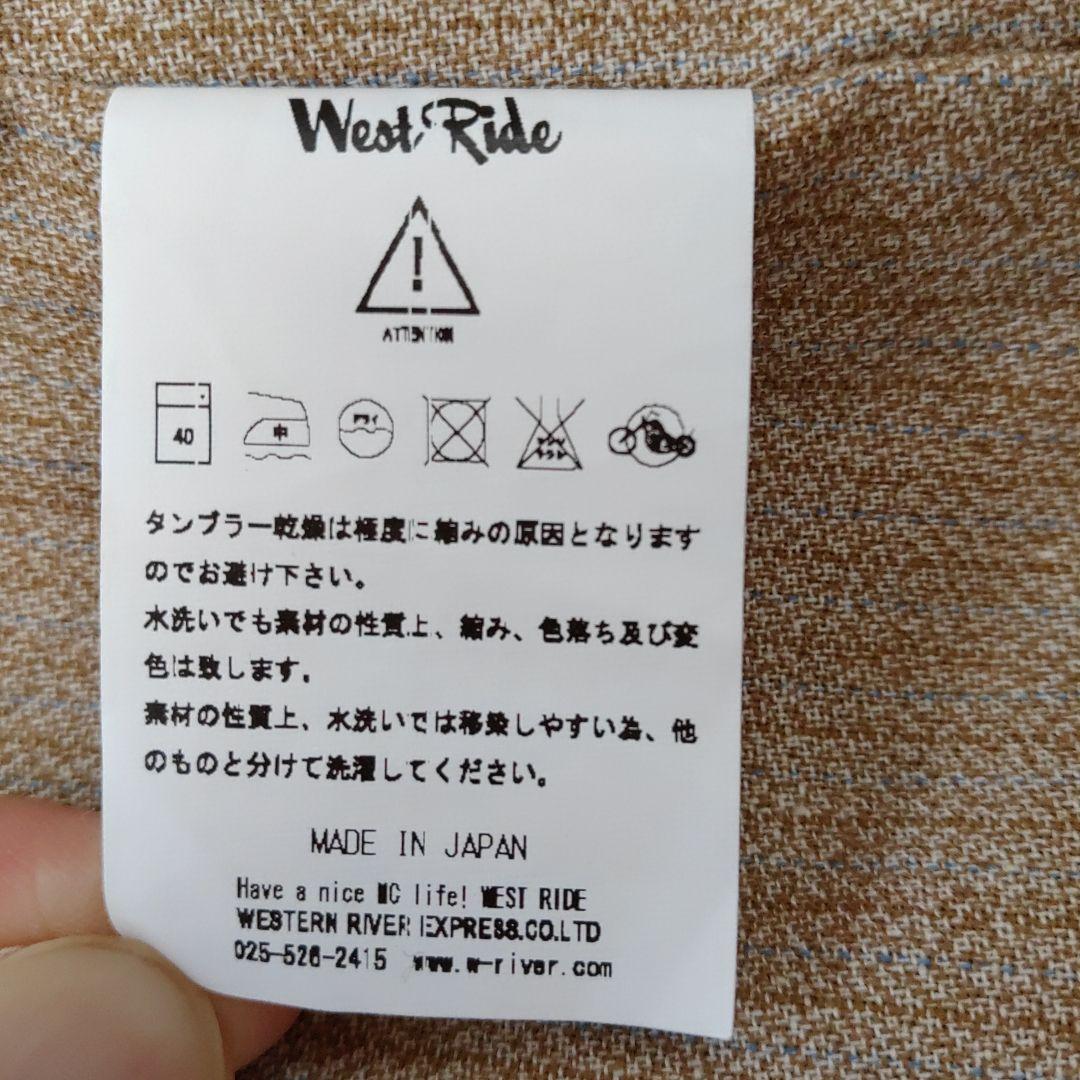 West Ride
!
ATTENTION
40 中 ドライ
タンブラー乾燥は極度に縮みの原因となります
のでお避け下さい。
水洗いでも素材の性質上、縮み、色落ち及び変
色は致します。
素材の性質上、水洗いでは移染しやすい為、他
のものと分けて洗濯してください。
MADE IN JAPAN
Have a nice MC life! WEST RIDE
WESTERN RIVER EXPRESS.CO.LTD
025-526-2415 www.w-river.com